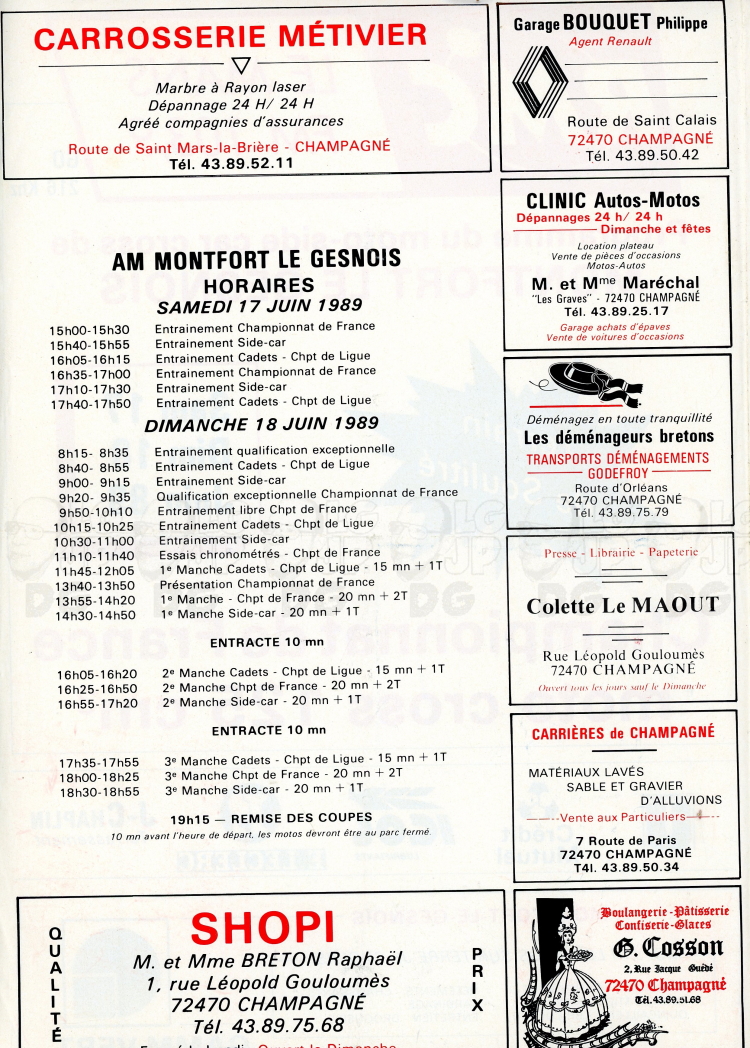 CARROSSERIE MÉTIVIER
Marbre à Rayon laser
Dépannage 24 H/ 24 H
Agréé compagnies d'assurances
Route de Saint Mars-la-Brière - CHAMPAGNÉ
Tél. 43.89.52.11
Garage BOUQUET Philippe
Agent Renault
Route de Saint Calais
72470 CHAMPAGNÉ
Tél. 43.89.50.42
CLINIC Autos-Motos
Dépannages 24 h/ 24 h
Dimanche et fêtes
Location plateau
Vente de pièces d'occasions
Motos-Autos
M. et Mme Maréchal
"Les Graves" - 72470 CHAMPAGNÉ
Tél. 43.89.25.17
Garage achats d'épaves
Vente de voitures d'occasions
AM MONTFORT LE GESNOIS
HORAIRES
SAMEDI 17 JUIN 1989
15h00-15h30 Entrainement Championnat de France
15h40-15h55 Entrainement Side-car
16h05-16h15 Entrainement Cadets - Chpt de Ligue
16h35-17h00 Entrainement Championnat de France
17h10-17h30 Entrainement Side-car
17h40-17h50 Entrainement Cadets - Chpt de Ligue
DIMANCHE 18 JUIN 1989
8h15- 8h35 Entrainement qualification exceptionnelle
8h40- 8h55 Entrainement Cadets - Chpt de Ligue
9h00- 9h15 Entrainement Side-car
9h20- 9h35 Qualification exceptionnelle Championnat de France
9h50-10h10 Entrainement libre Chpt de France
10h15-10h25 Entrainement Cadets - Chpt de Ligue
10h30-11h00 Entrainement Side-car
11h10-11h40 Essais chronométrés - Chpt de France
11h45-12h05 1e Manche Cadets - Chpt de Ligue - 15 mn + 1T
13h40-13h50 Présentation Championnat de France
13h55-14h20 1e Manche - Chpt de France - 20 mn + 2T
14h30-14h50 1e Manche Side-car - 20 mn + 1T
ENTRACTE 10 mn
16h05-16h20 2e Manche Cadets - Chpt de Ligue - 15 mn + 1T
16h25-16h50 2e Manche Chpt de France - 20 mn + 2T
16h55-17h20 2e Manche Side-car - 20 mn + 1T
ENTRACTE 10 mn
17h35-17h55 3e Manche Cadets - Chpt de Ligue - 15 mn + 1T
18h00-18h25 3e Manche Chpt de France - 20 mn + 2T
18h30-18h55 3e Manche Side-car - 20 mn + 1T
19h15 — REMISE DES COUPES
10 mn avant l'heure de départ, les motos devront être au parc fermé.
Déménagez en toute tranquillité
Les déménageurs bretons
TRANSPORTS DÉMÉNAGEMENTS
GODEFROY
Route d'Orléans
72470 CHAMPAGNÉ
Tél. 43.89.75.79
Presse - Librairie - Papeterie
Colette Le MAOUT
Rue Léopold Gouloumès
72470 CHAMPAGNÉ
Ouvert tous les jours sauf le Dimanche
CARRIÈRES de CHAMPAGNÉ
MATÉRIAUX LAVÉS
SABLE ET GRAVIER
D'ALLUVIONS
Vente aux Particuliers
7 Route de Paris
72470 CHAMPAGNÉ
T4l. 43.89.50.34
QUALITÉ
SHOPI
M. et Mme BRETON Raphaël
1, rue Léopold Gouloumès
72470 CHAMPAGNÉ
Tél. 43.89.75.68
PRIX
Boulangerie - Pâtisserie
Confiserie - Glaces
G. Cosson
2, Rue Jacque Guédé
72470 Champagné
Tél. 43.89.51.68
DG